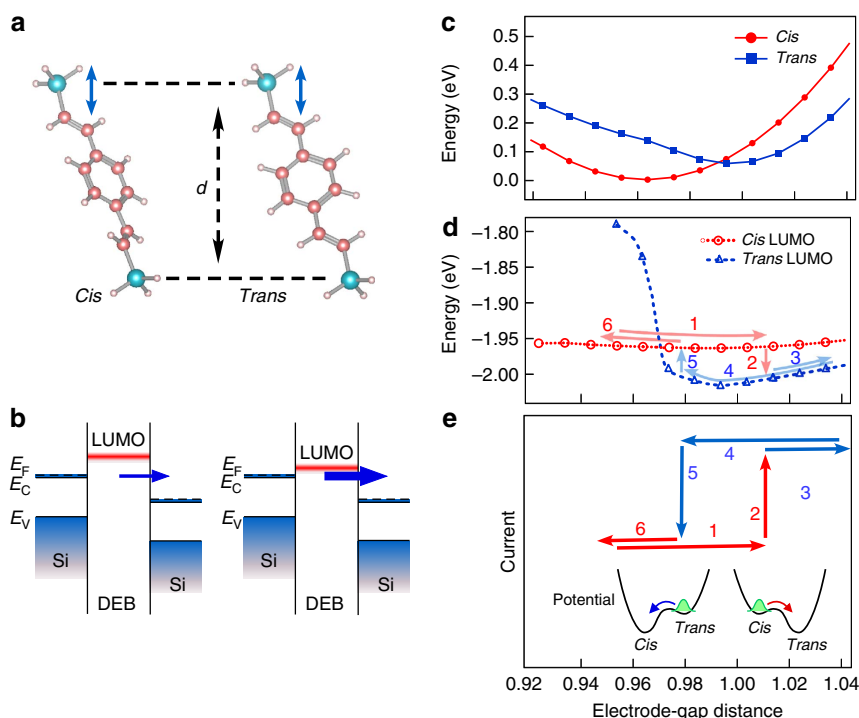 a
d
Cis
Trans
b
LUMO
E_F
E_C
E_V
Si
DEB
Si
LUMO
E_F
E_C
E_V
Si
DEB
Si
c
Cis
Trans
Energy (eV)
0.5
0.4
0.3
0.2
0.1
0.0
d
Cis LUMO
Trans LUMO
Energy (eV)
−1.80
−1.85
−1.90
−1.95
−2.00
6
1
5
4
2
3
e
Current
4
5
2
3
6
1
Potential
Cis
Trans
Cis
Trans
0.92 0.94 0.96 0.98 1.00 1.02 1.04
Electrode-gap distance